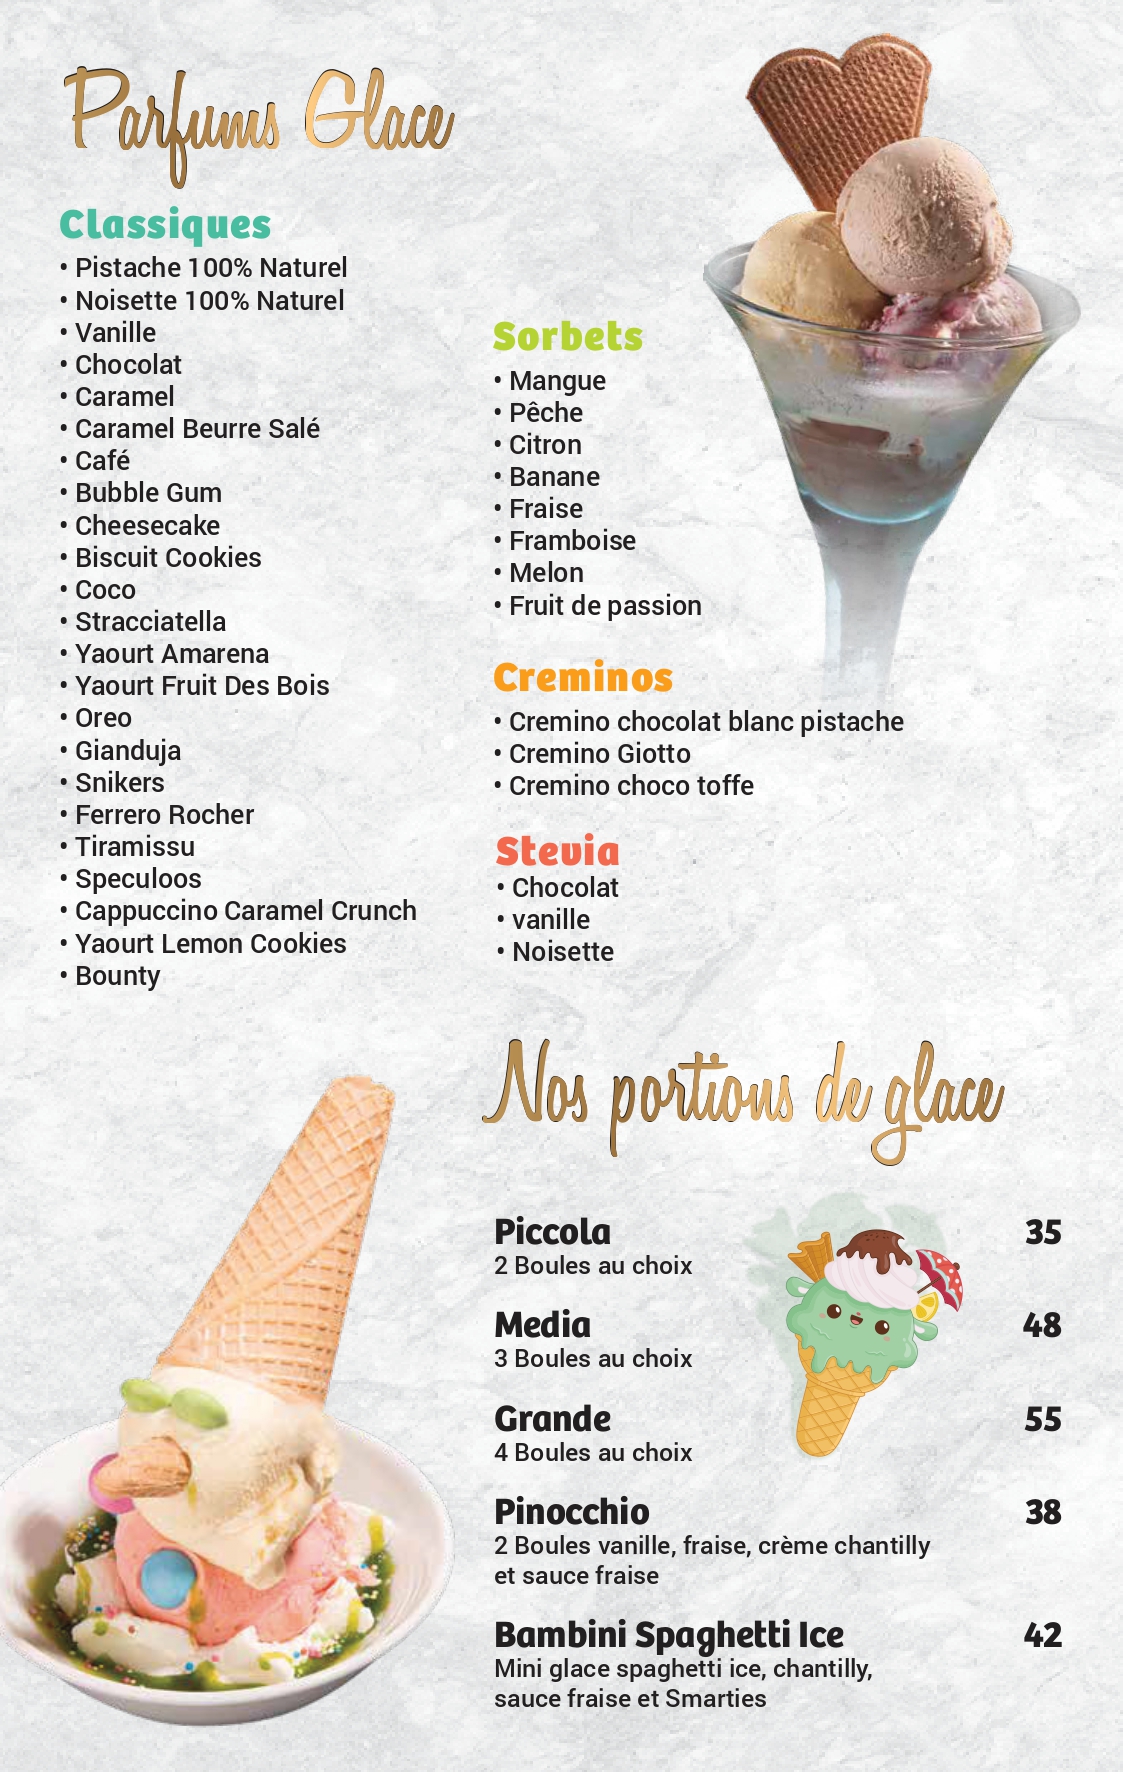 Parfums Glace
Classiques
• Pistache 100% Naturel
• Noisette 100% Naturel
• Vanille
• Chocolat
• Caramel
• Caramel Beurre Salé
• Café
• Bubble Gum
• Cheesecake
• Biscuit Cookies
• Coco
• Stracciatella
• Yaourt Amarena
• Yaourt Fruit Des Bois
• Oreo
• Gianduja
• Snikers
• Ferrero Rocher
• Tiramissu
• Speculoos
• Cappuccino Caramel Crunch
• Yaourt Lemon Cookies
• Bounty
Sorbets
• Mangue
• Pêche
• Citron
• Banane
• Fraise
• Framboise
• Melon
• Fruit de passion
Creminos
• Cremino chocolat blanc pistache
• Cremino Giotto
• Cremino choco toffe
Stevia
• Chocolat
• vanille
• Noisette
Nos portions de glace
Piccola 35
2 Boules au choix
Media 48
3 Boules au choix
Grande 55
4 Boules au choix
Pinocchio 38
2 Boules vanille, fraise, crème chantilly
et sauce fraise
Bambini Spaghetti Ice 42
Mini glace spaghetti ice, chantilly,
sauce fraise et Smarties